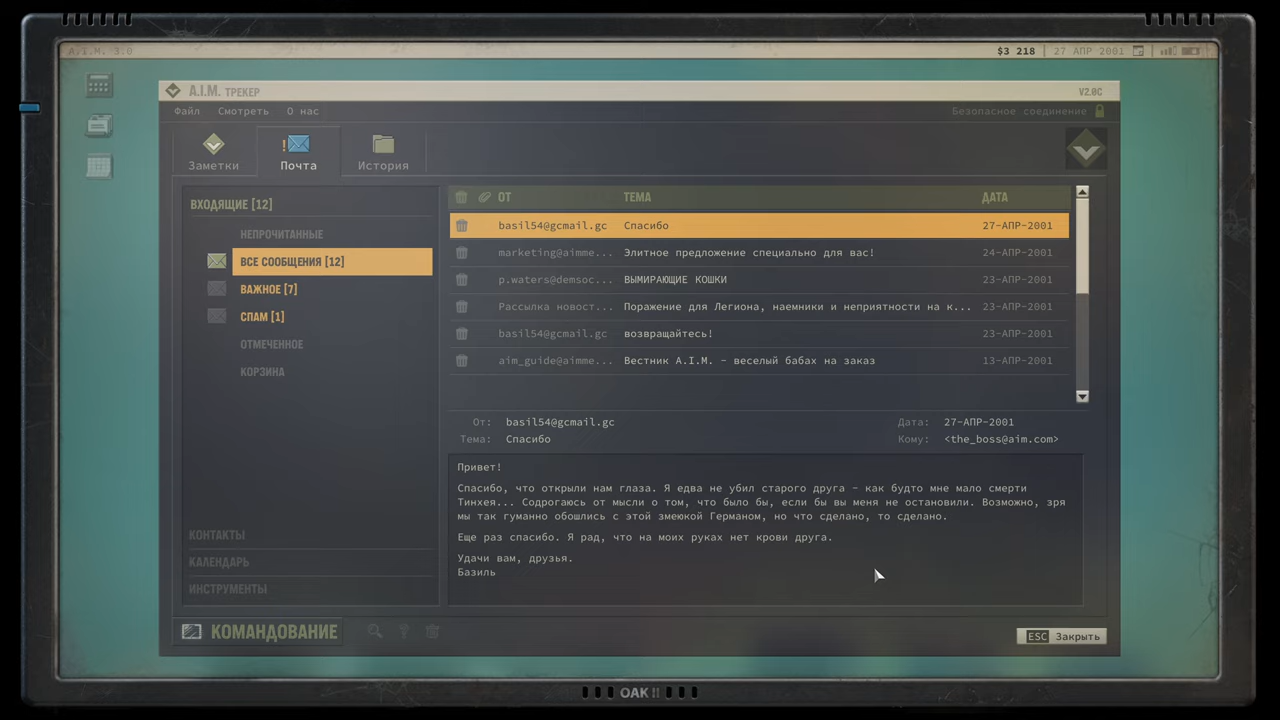 A.I.M. 3.0
$3 218 27 АПР 2001
A.I.M. ТРЕКЕР
V2.0C
Файл Смотреть О нас
Безопасное соединение
Заметки
Почта
История
ВХОДЯЩИЕ [12]
НЕПРОЧИТАННЫЕ
ВСЕ СООБЩЕНИЯ [12]
ВАЖНОЕ [7]
СПАМ [1]
ОТМЕЧЕННОЕ
КОРЗИНА
КОНТАКТЫ
КАЛЕНДАРЬ
ИНСТРУМЕНТЫ
ОТ ТЕМА ДАТА
basil54@gcmail.gc Спасибо 27-АПР-2001
marketing@aimme... Элитное предложение специально для вас! 24-АПР-2001
p.waters@demsoc... ВЫМИРАЮЩИЕ КОШКИ 23-АПР-2001
Рассылка новост... Поражение для Легиона, наемники и неприятности на к... 23-АПР-2001
basil54@gcmail.gc возвращайтесь! 23-АПР-2001
aim_guide@aimme... Вестник A.I.M. - веселый бабах на заказ 13-АПР-2001
От: basil54@gcmail.gc Дата: 27-АПР-2001
Тема: Спасибо Кому: <the_boss@aim.com>
Привет!
Спасибо, что открыли нам глаза. Я едва не убил старого друга - как будто мне мало смерти
Тинхея... Содрогаюсь от мысли о том, что было бы, если бы вы меня не остановили. Возможно, зря
мы так гуманно обошлись с этой змеюкой Германом, но что сделано, то сделано.
Еще раз спасибо. Я рад, что на моих руках нет крови друга.
Удачи вам, друзья.
Базиль
КОМАНДОВАНИЕ
ESC Закрыть
OAK !!